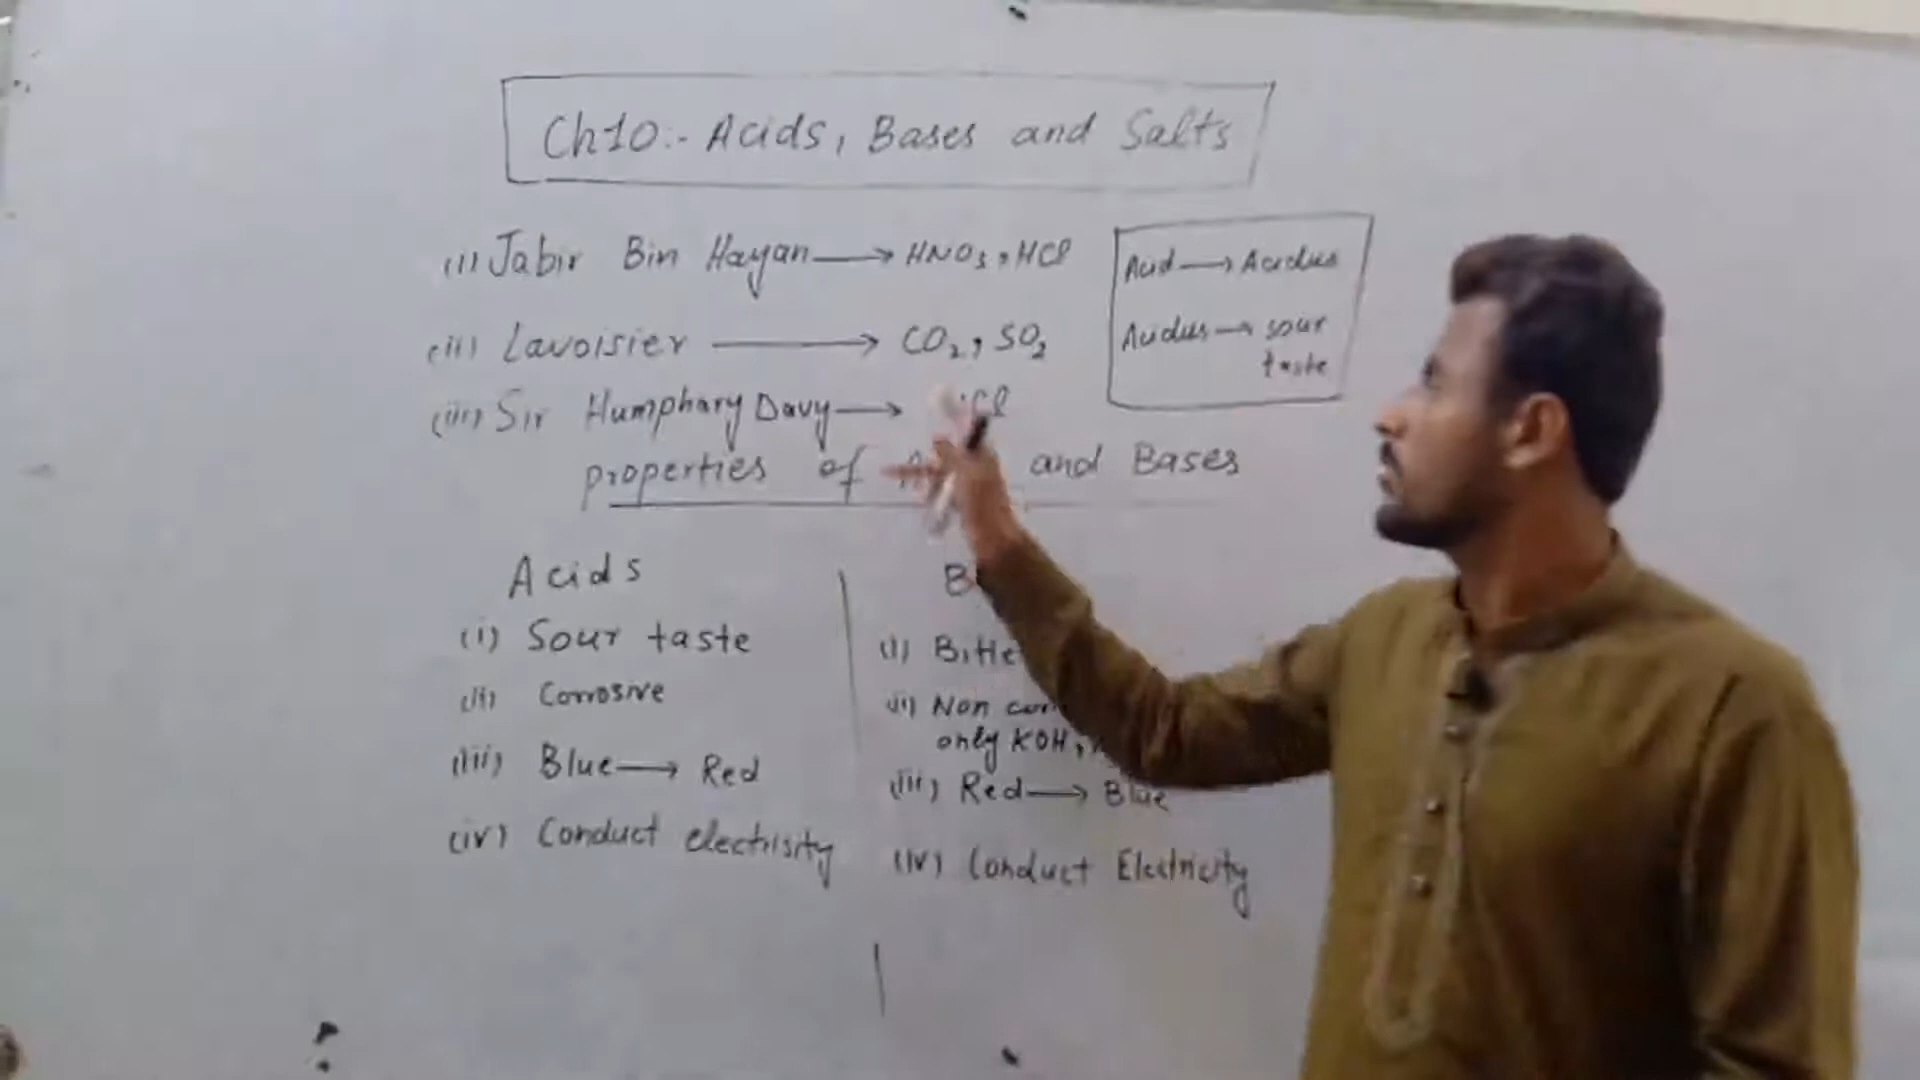 Ch10:- Acids, Bases and Salts
(i) Jabir Bin Hayan → HNO₃, HCl
Acid → Acidus
(ii) Lavoisier → CO₂, SO₂
Acidus → sour
taste
(iii) Sir Humphary Davy →
properties of and Bases
Acids
(i) Sour taste
(ii) Corrosive
(iii) Blue → Red
(iv) Conduct electrisity
(i)
(ii) Non
only KOH,
(iii) Red → Blue
(iv) Conduct Electricity